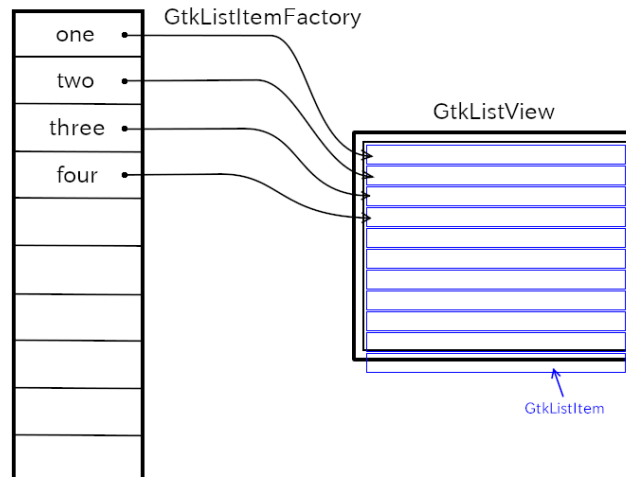 GtkListItemFactory
one
two
three
four
GtkListView
GtkListItem